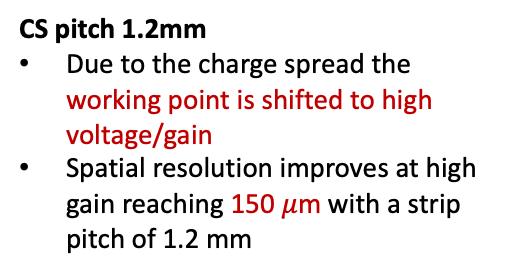 CS pitch 1.2mm
• Due to the charge spread the
working point is shifted to high
voltage/gain
• Spatial resolution improves at high
gain reaching 150 𝜇m with a strip
pitch of 1.2 mm